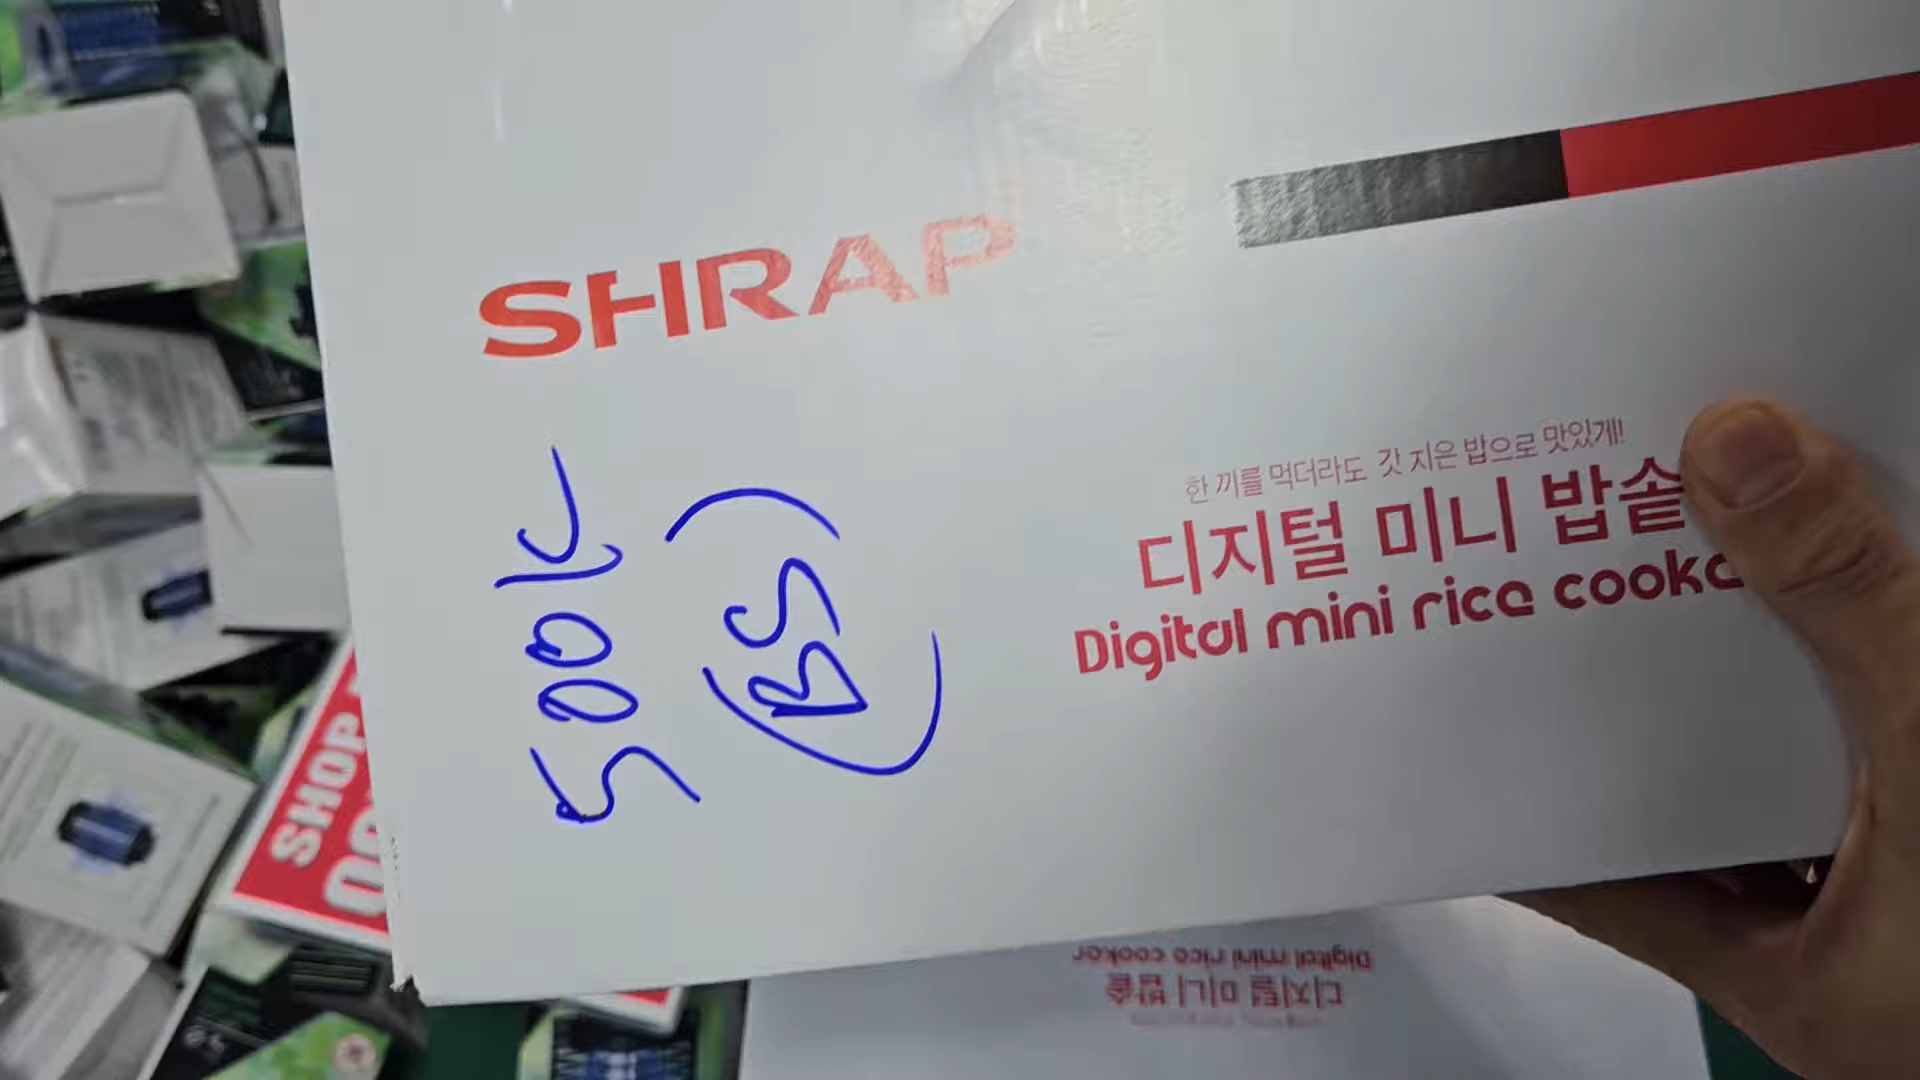 SHRAP
500k
(BS)
한 끼를 먹더라도 갓 지은 밥으로 맛있게!
디지털 미니 밥솥
Digital mini rice cooke
SHOP
Digital mini rice cooker
디지털 미니 밥솥